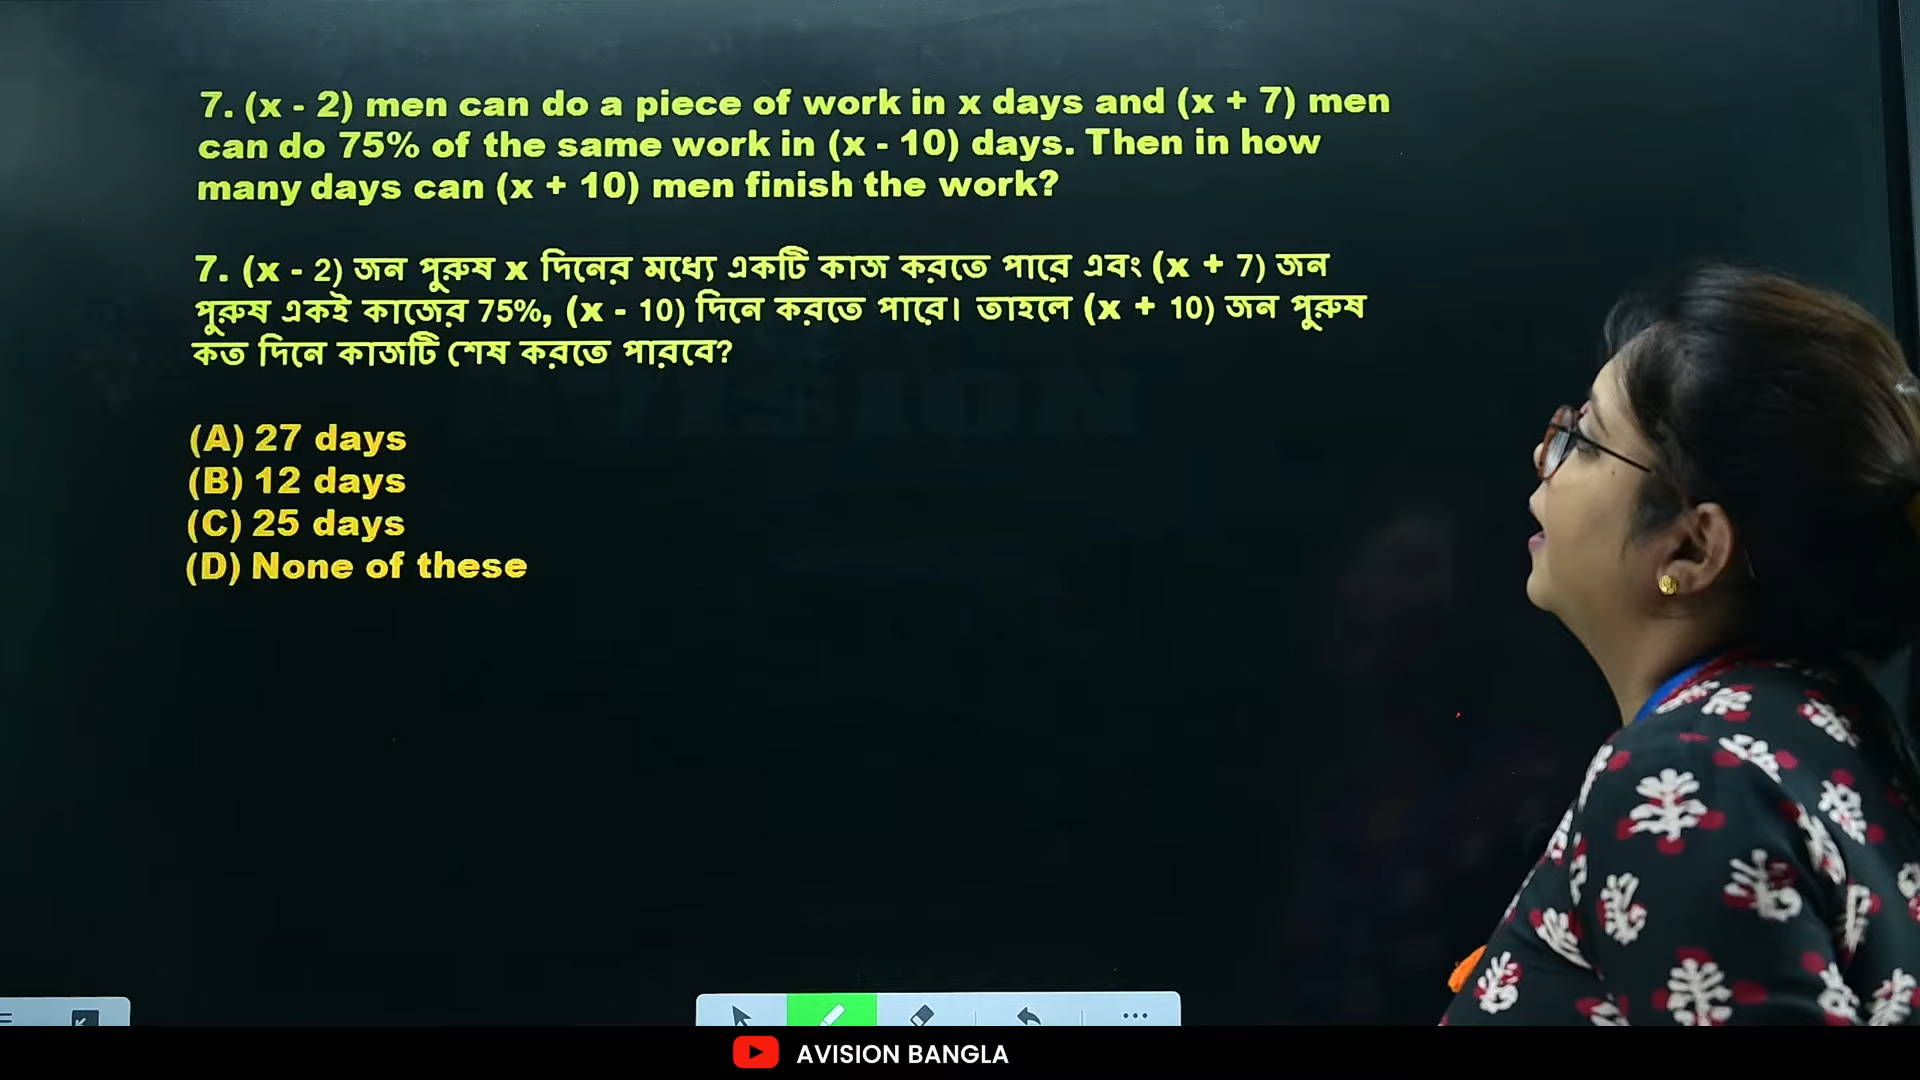 7. (x - 2) men can do a piece of work in x days and (x + 7) men
can do 75% of the same work in (x - 10) days. Then in how
many days can (x + 10) men finish the work?
7. (x - 2) জন পুরুষ x দিনের মধ্যে একটি কাজ করতে পারে এবং (x + 7) জন
পুরুষ একই কাজের 75%, (x - 10) দিনে করতে পারে। তাহলে (x + 10) জন পুরুষ
কত দিনে কাজটি শেষ করতে পারবে?
(A) 27 days
(B) 12 days
(C) 25 days
(D) None of these
AVISION BANGLA